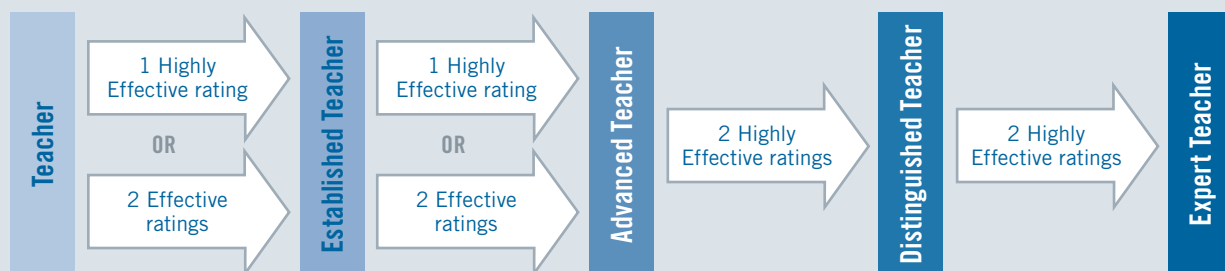 Teacher
1 Highly
Effective rating
OR
2 Effective
ratings
Established Teacher
1 Highly
Effective rating
OR
2 Effective
ratings
Advanced Teacher
2 Highly
Effective ratings
Distinguished Teacher
2 Highly
Effective ratings
Expert Teacher